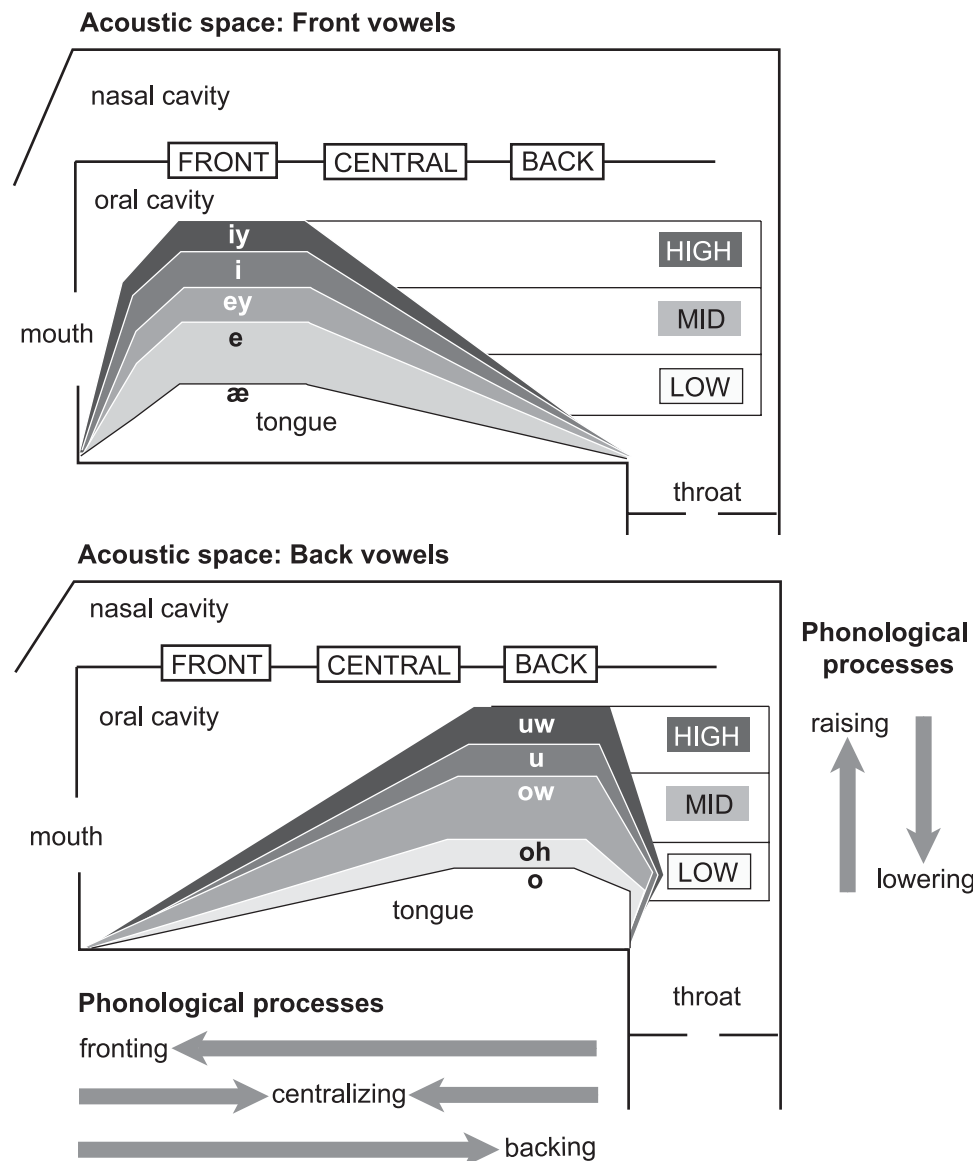 Acoustic space: Front vowels
nasal cavity
FRONT CENTRAL BACK
oral cavity
iy
HIGH
i
ey
MID
mouth
e
LOW
æ
tongue
throat
Acoustic space: Back vowels
nasal cavity
FRONT CENTRAL BACK
Phonological
processes
oral cavity
uw
HIGH
raising
u
ow
MID
mouth
oh
LOW
o
lowering
tongue
throat
Phonological processes
fronting
centralizing
backing